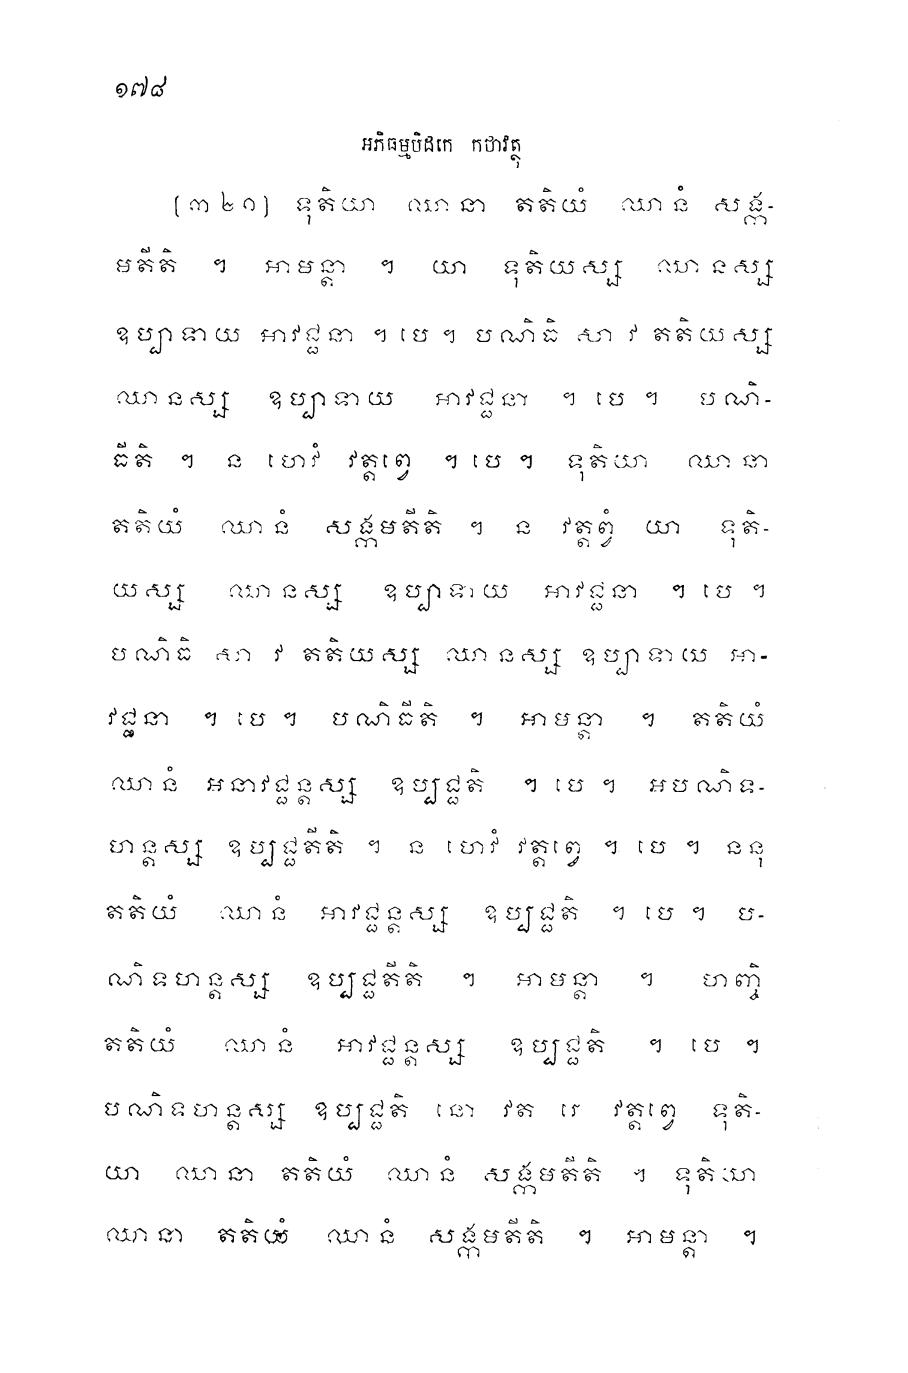 ១៧៨
អភិធម្មបិដកេ កថាវត្ថុ
[៣២១] ទុតិយា ឈានា តតិយំ ឈានំ សង្ក-
មតីតិ ។ អាមន្តា ។ យា ទុតិយស្ស ឈានស្ស
ឧប្បាទាយ អាវជ្ជនា ។ បេ ។ បណិធិ សា វ តតិយស្ស
ឈានស្ស ឧប្បាទាយ អាវជ្ជនា ។ បេ ។ បណិ-
ធីតិ ។ ន ហេវំ វត្តព្វេ ។ បេ ។ ទុតិយា ឈានា
តតិយំ ឈានំ សង្កមតីតិ ។ ន វត្តព្វំ យា ទុតិ-
យស្ស ឈានស្ស ឧប្បាទាយ អាវជ្ជនា ។ បេ ។
បណិធិ សា វ តតិយស្ស ឈានស្ស ឧប្បាទាយ អា-
វជ្ជនា ។ បេ ។ បណិធីតិ ។ អាមន្តា ។ តតិយំ
ឈានំ អនាវជ្ជន្តស្ស ឧប្បជ្ជតិ ។ បេ ។ អបណិទ-
ហន្តស្ស ឧប្បជ្ជតីតិ ។ ន ហេវំ វត្តព្វេ ។ បេ ។ ននុ
តតិយំ ឈានំ អាវជ្ជន្តស្ស ឧប្បជ្ជតិ ។ បេ ។ ប-
ណិទហន្តស្ស ឧប្បជ្ជតីតិ ។ អាមន្តា ។ ហញ្ចិ
តតិយំ ឈានំ អាវជ្ជន្តស្ស ឧប្បជ្ជតិ ។ បេ ។
បណិទហន្តស្ស ឧប្បជ្ជតិ នោ វត រេ វត្តព្វេ ទុតិ-
យា ឈានា តតិយំ ឈានំ សង្កមតីតិ ។ ទុតិយា
ឈានា តតិយំ ឈានំ សង្កមតីតិ ។ អាមន្តា ។